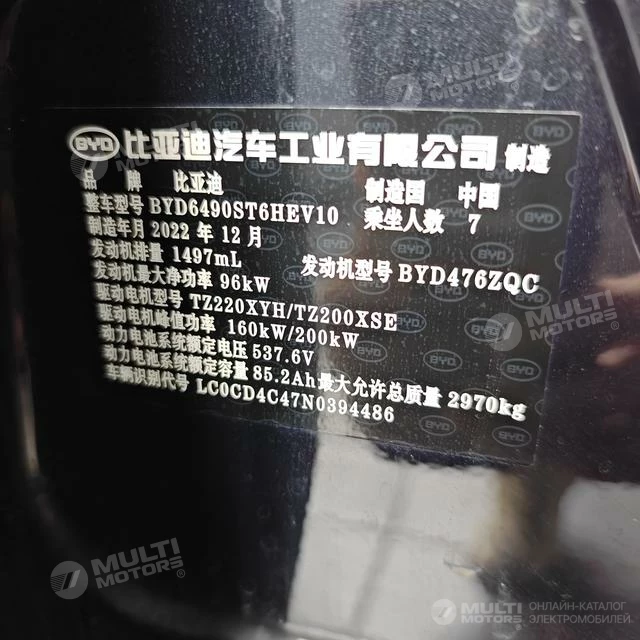 MULTI MOTORS®
BYD 比亚迪汽车工业有限公司 制造
品 牌 比亚迪 制造国 中国
整车型号 BYD6490ST6HEV10 乘坐人数 7
制造年月 2022 年 12 月
发动机排量 1497mL 发动机型号 BYD476ZQC
发动机最大净功率 96kW
驱动电机型号 TZ220XYH/TZ200XSE
驱动电机峰值功率 160kW/200kW
动力电池系统额定电压 537.6V
动力电池系统额定容量 85.2Ah 最大允许总质量 2970kg
车辆识别代号 LC0CD4C47N0394486
MULTI MOTORS®
MULTI MOTORS®
MULTI MOTORS® ОНЛАЙН-КАТАЛОГ ЭЛЕКТРОМОБИЛЕЙ